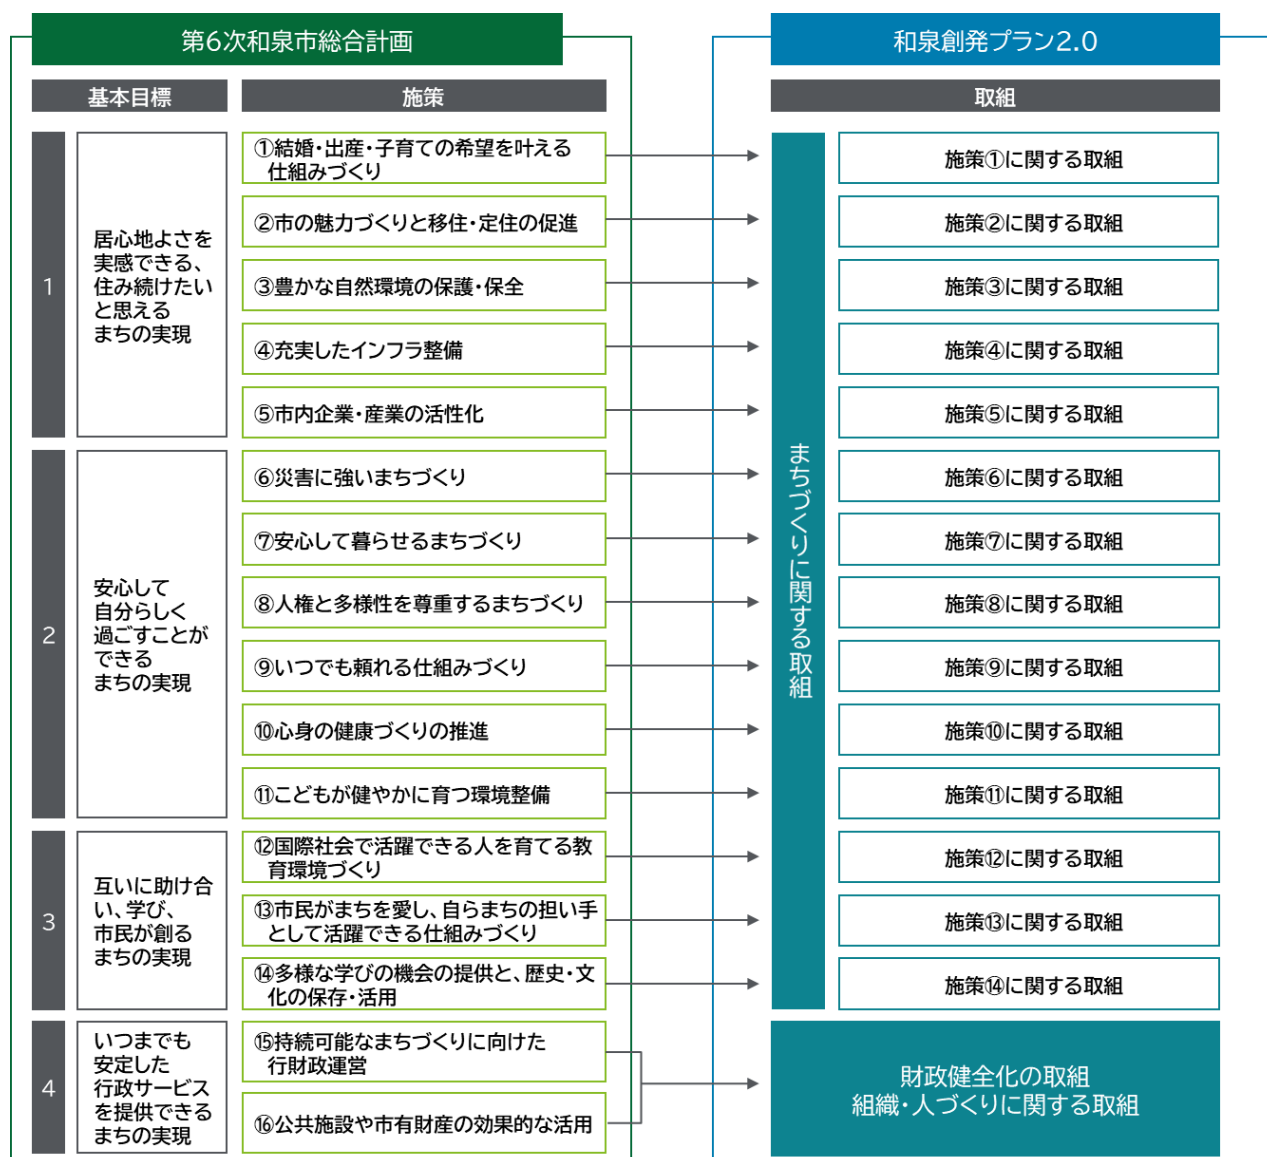 第6次和泉市総合計画
和泉創発プラン2.0
基本目標
施策
取組
1
居心地よさを
実感できる、
住み続けたい
と思える
まちの実現
①結婚・出産・子育ての希望を叶える
仕組みづくり
②市の魅力づくりと移住・定住の促進
③豊かな自然環境の保護・保全
④充実したインフラ整備
⑤市内企業・産業の活性化
2
安心して
自分らしく
過ごすことが
できる
まちの実現
⑥災害に強いまちづくり
⑦安心して暮らせるまちづくり
⑧人権と多様性を尊重するまちづくり
⑨いつでも頼れる仕組みづくり
⑩心身の健康づくりの推進
⑪こどもが健やかに育つ環境整備
3
互いに助け合
い、学び、
市民が創る
まちの実現
⑫国際社会で活躍できる人を育てる教
育環境づくり
⑬市民がまちを愛し、自らまちの担い手
として活躍できる仕組みづくり
⑭多様な学びの機会の提供と、歴史・文
化の保存・活用
4
いつまでも
安定した
行政サービス
を提供できる
まちの実現
⑮持続可能なまちづくりに向けた
行財政運営
⑯公共施設や市有財産の効果的な活用
まちづくりに関する取組
施策①に関する取組
施策②に関する取組
施策③に関する取組
施策④に関する取組
施策⑤に関する取組
施策⑥に関する取組
施策⑦に関する取組
施策⑧に関する取組
施策⑨に関する取組
施策⑩に関する取組
施策⑪に関する取組
施策⑫に関する取組
施策⑬に関する取組
施策⑭に関する取組
財政健全化の取組
組織・人づくりに関する取組